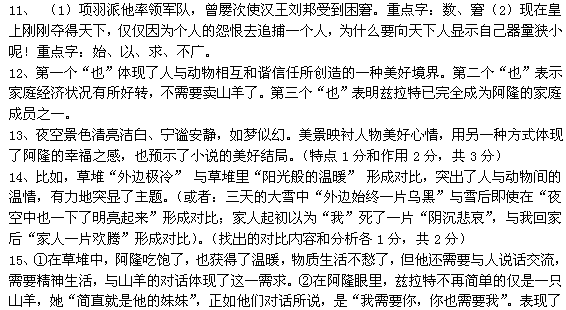 11、 （1）项羽派他率领军队，曾屡次使汉王刘邦受到困窘。重点字：数、窘（2）现在皇
上刚刚夺得天下，仅仅因为个人的怨恨去追捕一个人，为什么要向天下人显示自己器量狭小
呢！重点字：始、以、求、不广。
12、第一个“也”体现了人与动物相互和谐信任所创造的一种美好境界。第二个“也”表示
家庭经济状况有所好转，不需要卖山羊了。第三个“也”表明兹拉特已完全成为阿隆的家庭
成员之一。
13、夜空景色清亮洁白、宁谧安静，如梦似幻。美景映衬人物美好心情，用另一种方式体现
了阿隆的幸福之感，也预示了小说的美好结局。（特点 1 分和作用 2 分，共 3 分）
14、比如，草堆“外边极冷” 与草堆里“阳光般的温暖” 形成对比，突出了人与动物间的
温情，有力地突显了主题。（或者：三天的大雪中“外边始终一片乌黑”与雪后即使在“夜
空中也一下了明亮起来”形成对比；家人起初以为“我”死了一片“阴沉悲哀”，与我回家
后“家人一片欢腾”形成对比）。（找出的对比内容和分析各 1 分，共 2 分）
15、①在草堆中，阿隆吃饱了，也获得了温暖，物质生活不愁了，但他还需要与人说话交流，
需要精神生活，与山羊的对话体现了这一需求。②在阿隆眼里，兹拉特不再简单的仅是一只
山羊，她“简直就是他的妹妹”，正如他们对话所说，是“我需要你，你也需要我”。表现了